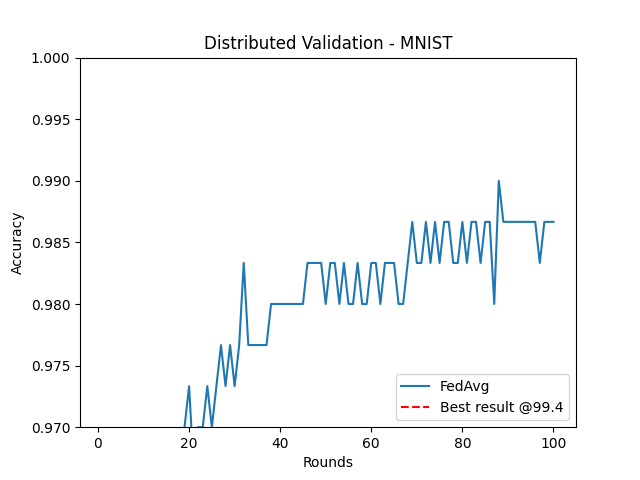 Distributed Validation - MNIST
1.000
0.995
0.990
0.985
0.980
0.975
0.970
Accuracy
0
20
40
60
80
100
Rounds
FedAvg
Best result @99.4